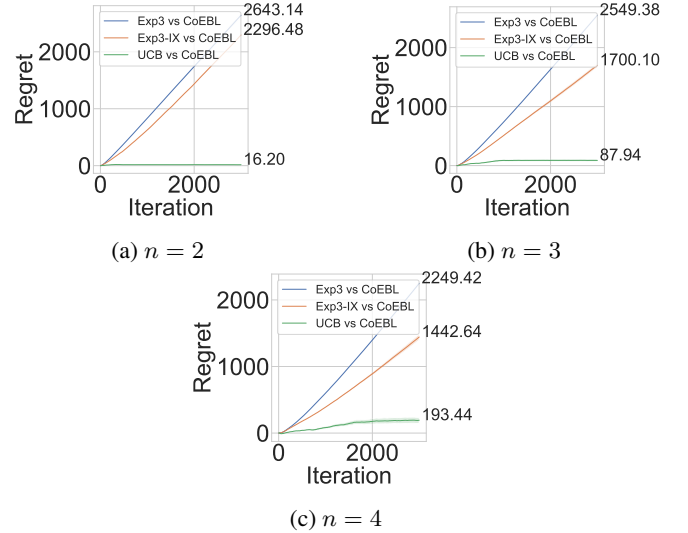 2643.14
Exp3 vs CoEBL
Exp3-IX vs CoEBL
UCB vs CoEBL
2296.48
2000
1000
0
16.20
Regret
0
2000
Iteration
(a) n = 2
2549.38
Exp3 vs CoEBL
Exp3-IX vs CoEBL
UCB vs CoEBL
1700.10
2000
1000
0
87.94
Regret
0
2000
Iteration
(b) n = 3
2249.42
Exp3 vs CoEBL
Exp3-IX vs CoEBL
UCB vs CoEBL
1442.64
2000
1000
0
193.44
Regret
0
2000
Iteration
(c) n = 4